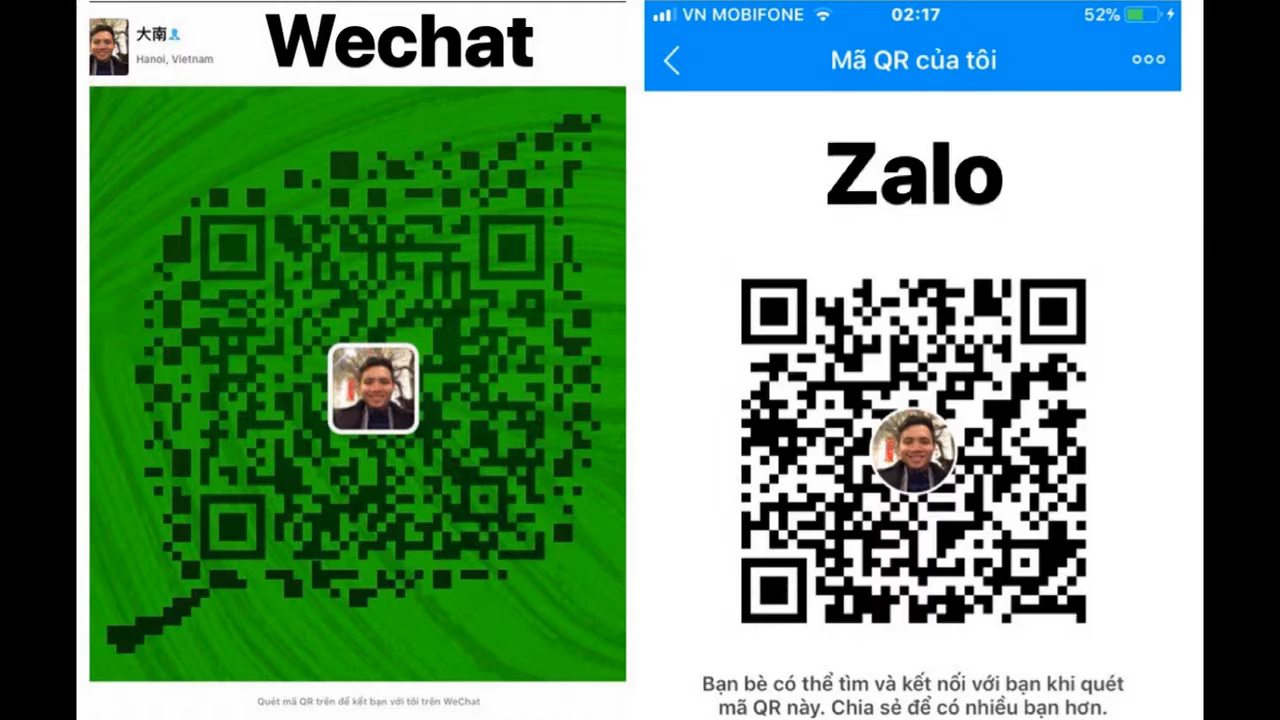 大南
Hanoi, Vietnam
Wechat
Quét mã QR trên để kết bạn với tôi trên WeChat
VN MOBIFONE 02:17 52%
Mã QR của tôi
Zalo
Bạn bè có thể tìm và kết nối với bạn khi quét
mã QR này. Chia sẻ để có nhiều bạn hơn.